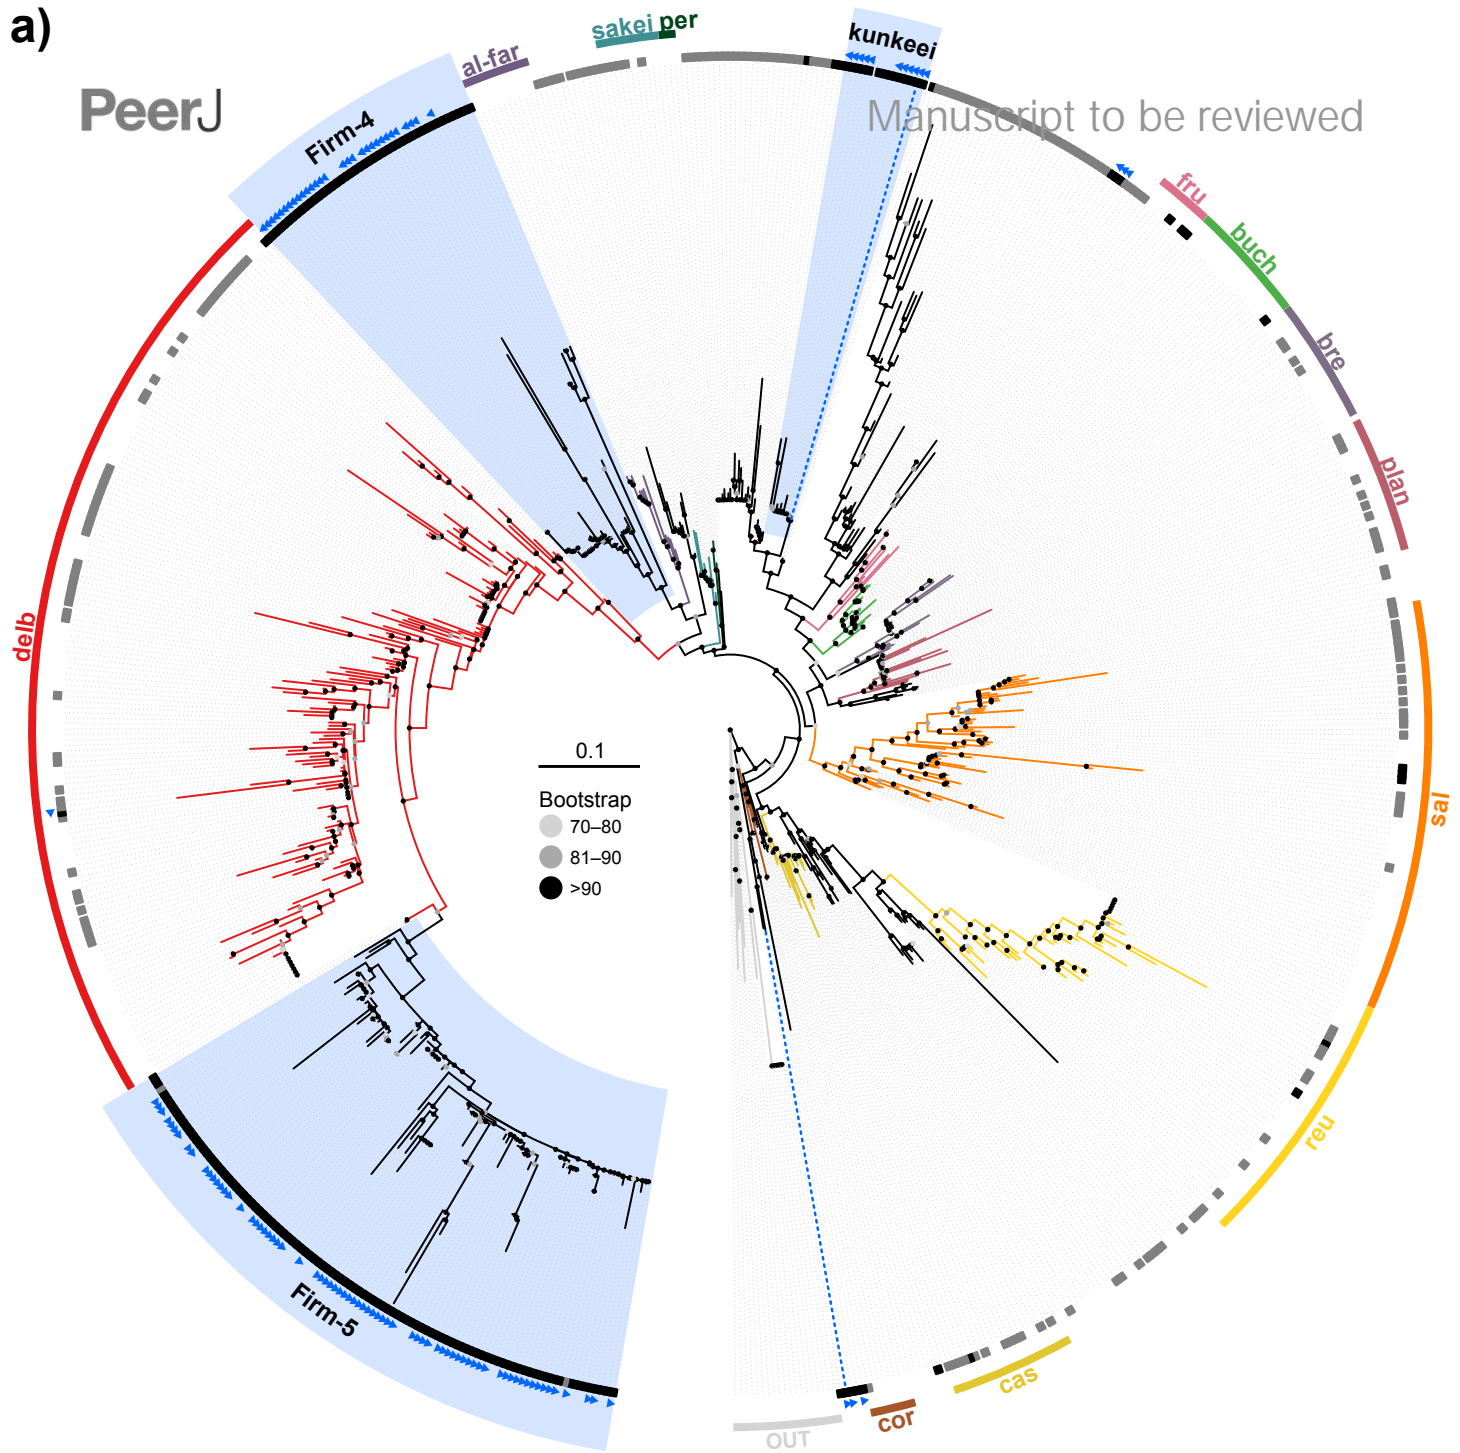 a)
PeerJ
Manuscript to be reviewed
al-far
sakei per
kunkeei
Firm-4
fru
buch
bre
plan
delb
sal
0.1
Bootstrap
70–80
81–90
>90
reu
Firm-5
cas
cor
OUT